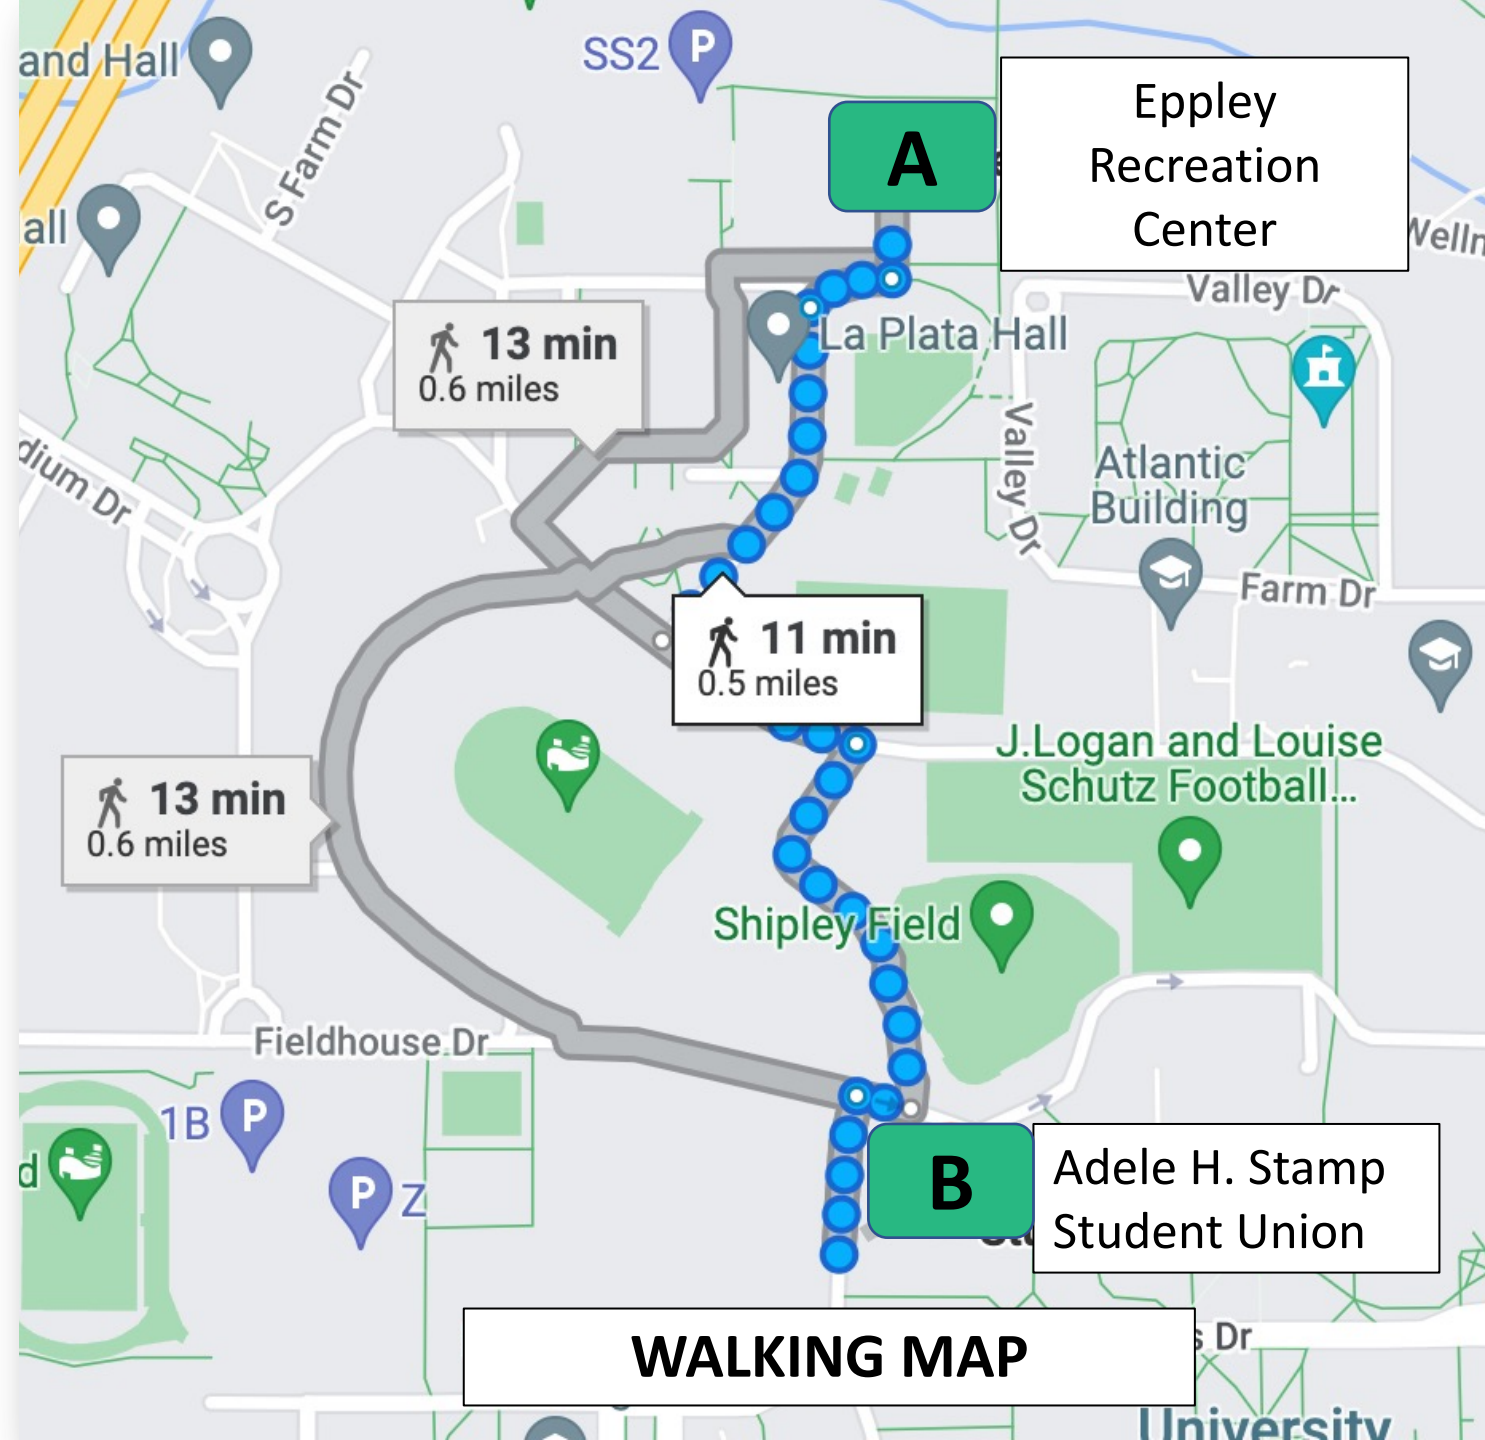 and Hall
SS2
P
S Farm Dr
A
Eppley
Recreation
Center
all
Welln
Valley Dr
13 min
0.6 miles
La Plata Hall
Valley Dr
dium Dr
Atlantic
Building
Farm Dr
11 min
0.5 miles
J.Logan and Louise
Schutz Football...
13 min
0.6 miles
Shipley Field
Fieldhouse Dr
1B
P
d
P
Z
B
Adele H. Stamp
Student Union
WALKING MAP
s Dr
University